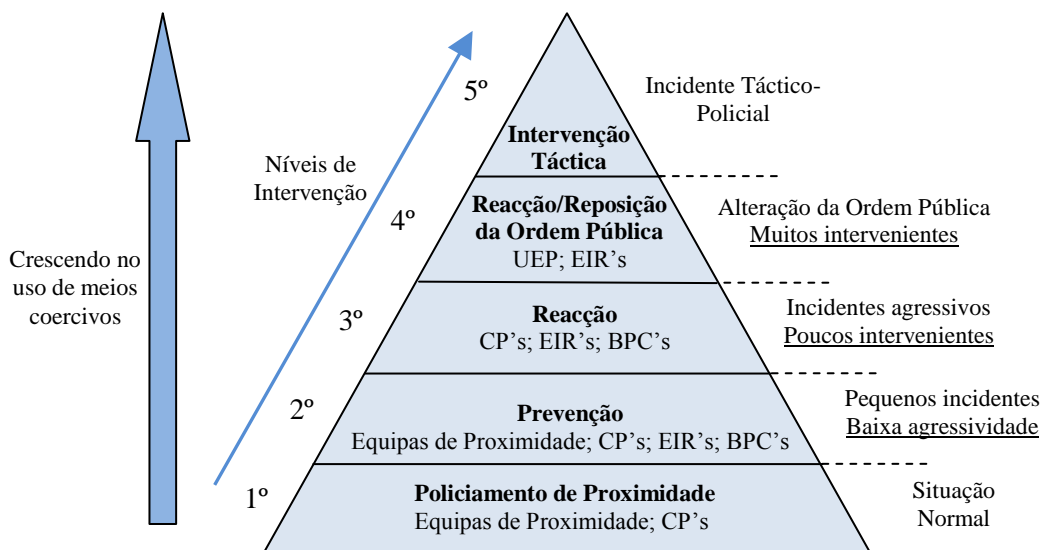 5º
Incidente Táctico-
Policial
Intervenção
Táctica
Níveis de
Intervenção
4º
Reacção/Reposição
da Ordem Pública
UEP; EIR's
Alteração da Ordem Pública
Muitos intervenientes
Crescendo no
uso de meios
coercivos
3º
Reacção
CP's; EIR's; BPC's
Incidentes agressivos
Poucos intervenientes
2º
Prevenção
Equipas de Proximidade; CP's; EIR's; BPC's
Pequenos incidentes
Baixa agressividade
1º
Policiamento de Proximidade
Equipas de Proximidade; CP's
Situação
Normal